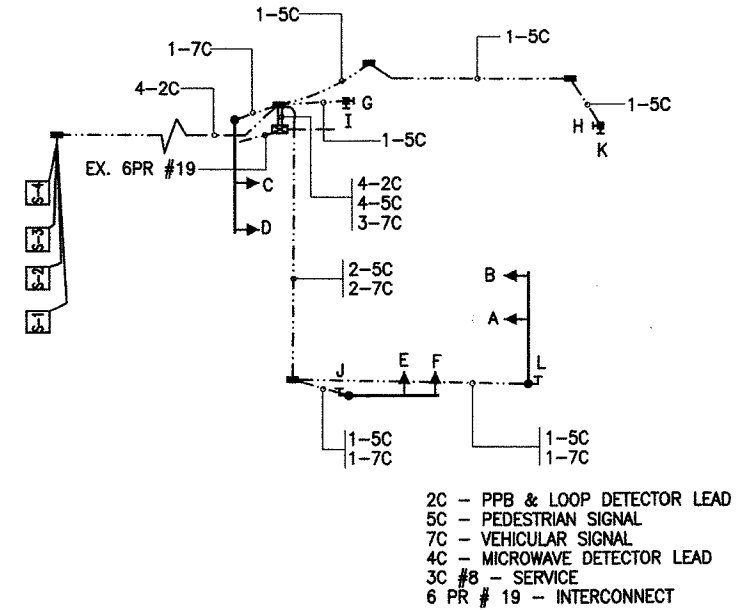 1-5C
1-7C
1-5C
4-2C
G
I
1-5C
H
K
1-5C
EX. 6PR #19
C
D
4-2C
4-5C
3-7C
S-4
S-3
S-2
S-1
2-5C
2-7C
B
A
J
E
F
L
1-5C
1-7C
1-5C
1-7C
2C - PPB & LOOP DETECTOR LEAD
5C - PEDESTRIAN SIGNAL
7C - VEHICULAR SIGNAL
4C - MICROWAVE DETECTOR LEAD
3C #8 - SERVICE
6 PR # 19 - INTERCONNECT